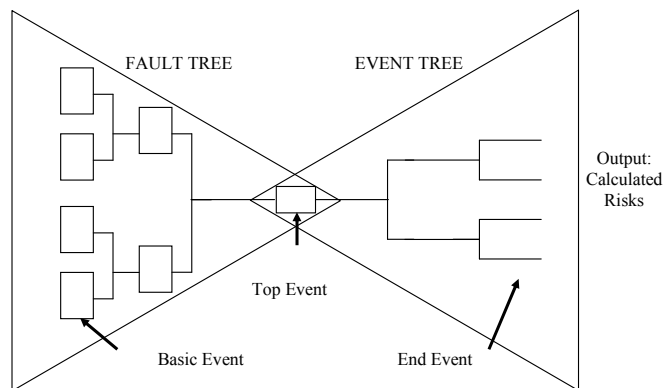 FAULT TREE
EVENT TREE
Output:
Calculated
Risks
Top Event
Basic Event
End Event